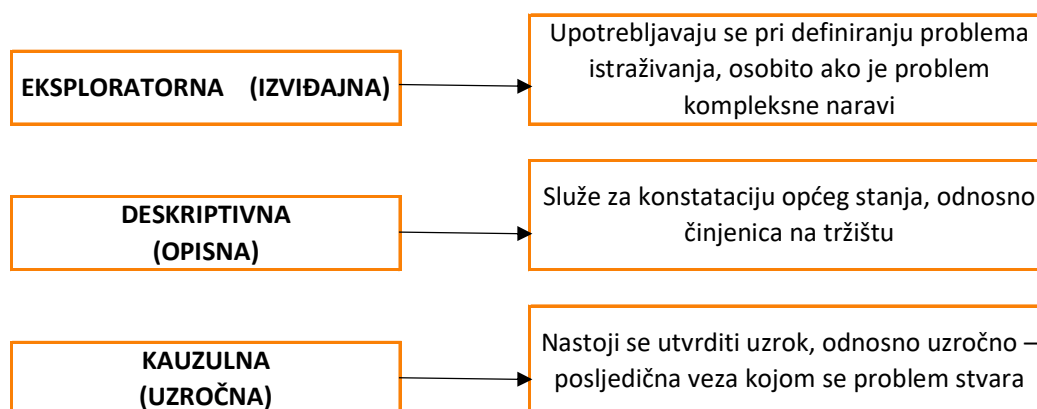 EKSPLORATORNA (IZVIĐAJNA)
Upotrebljavaju se pri definiranju problema
istraživanja, osobito ako je problem
kompleksne naravi
DESKRIPTIVNA
(OPISNA)
Služe za konstataciju općeg stanja, odnosno
činjenica na tržištu
KAUZULNA
(UZROČNA)
Nastoji se utvrditi uzrok, odnosno uzročno –
posljedična veza kojom se problem stvara